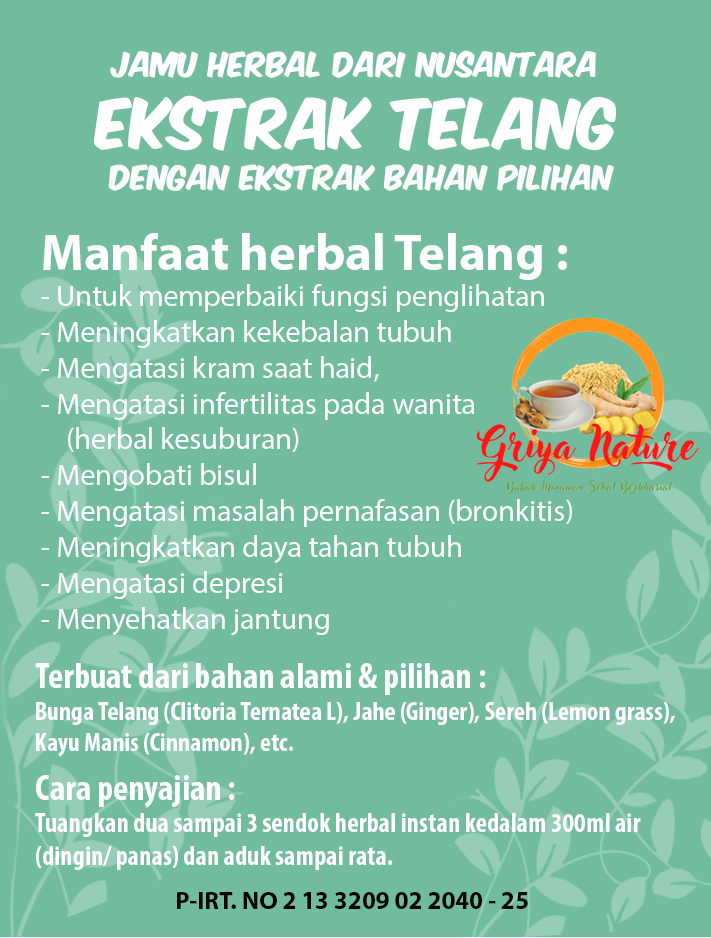 JAMU HERBAL DARI NUSANTARA
EKSTRAK TELANG
DENGAN EKSTRAK BAHAN PILIHAN
Manfaat herbal Telang :
- Untuk memperbaiki fungsi penglihatan
- Meningkatkan kekebalan tubuh
- Mengatasi kram saat haid,
- Mengatasi infertilitas pada wanita
(herbal kesuburan)
- Mengobati bisul
- Mengatasi masalah pernafasan (bronkitis)
- Meningkatkan daya tahan tubuh
- Mengatasi depresi
- Menyehatkan jantung
Griya Nature
Minuman Sehat Berkhasiat
Terbuat dari bahan alami & pilihan :
Bunga Telang (Clitoria Ternatea L), Jahe (Ginger), Sereh (Lemon grass),
Kayu Manis (Cinnamon), etc.
Cara penyajian :
Tuangkan dua sampai 3 sendok herbal instan kedalam 300ml air
(dingin/ panas) dan aduk sampai rata.
P-IRT. NO 2 13 3209 02 2040 - 25